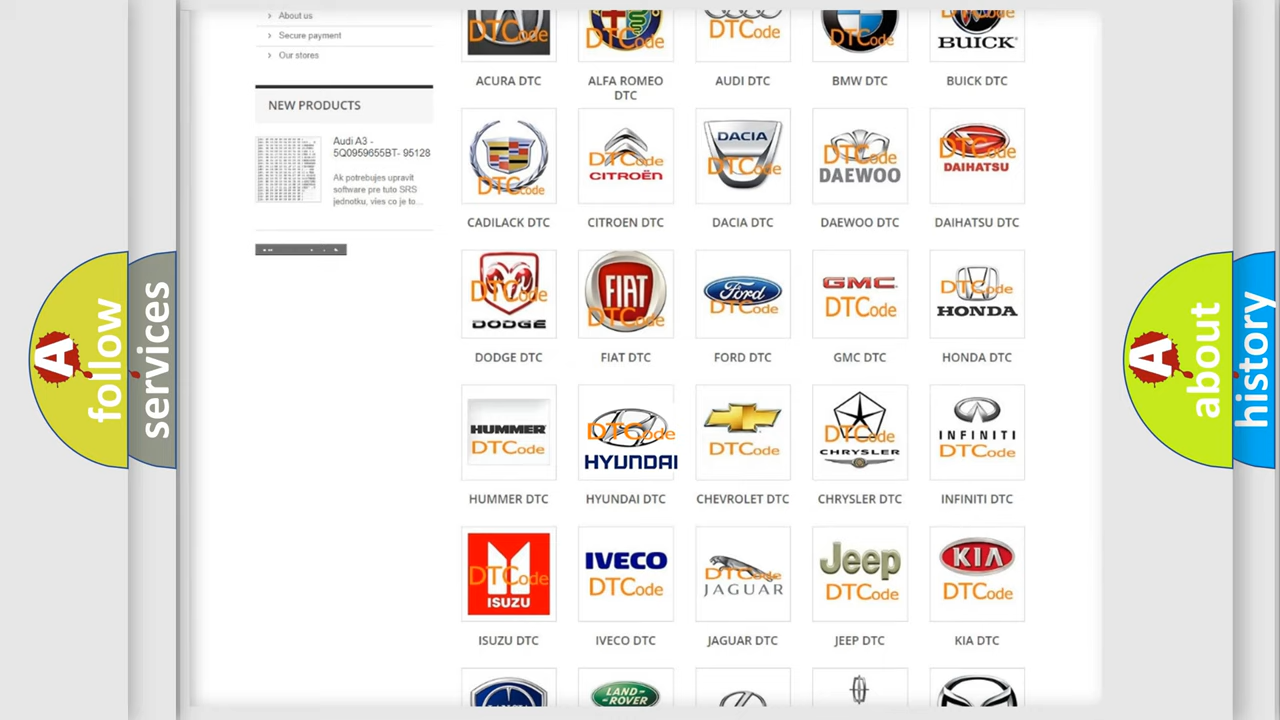 About us
Secure payment
Our stores
NEW PRODUCTS
Audi A3 -
5Q0959655BT- 95128
Ak potrebujes upravit
software pre tuto SRS
jednotku, vies co je to...
DTCode DTCode DTCode DTCode BUICK
ACURA DTC ALFA ROMEO DTC AUDI DTC BMW DTC BUICK DTC
DTCode DTCode CITROËN DACIA DTCode DTCode DAEWOO DTCode DAIHATSU
CADILACK DTC CITROEN DTC DACIA DTC DAEWOO DTC DAIHATSU DTC
DTCode DODGE FIAT DTCode Ford DTCode GMC DTCode DTCode HONDA
DODGE DTC FIAT DTC FORD DTC GMC DTC HONDA DTC
HUMMER DTCode DTCode HYUNDAI DTCode DTCode CHRYSLER INFINITI DTCode
HUMMER DTC HYUNDAI DTC CHEVROLET DTC CHRYSLER DTC INFINITI DTC
DTCode ISUZU IVECO DTCode DTCode JAGUAR Jeep DTCode KIA DTCode
ISUZU DTC IVECO DTC JAGUAR DTC JEEP DTC KIA DTC
LAND-
ROVER
A
follow
services
A
about
history